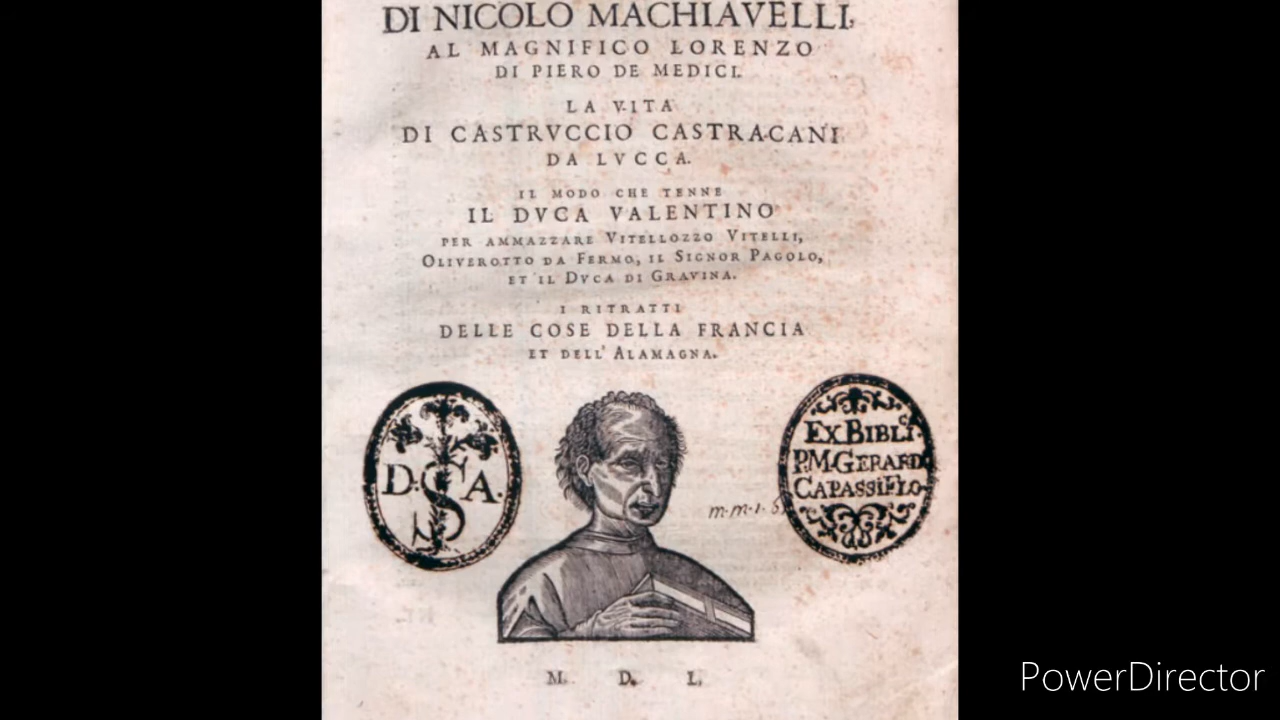 DI NICOLO MACHIAVELLI,
AL MAGNIFICO LORENZO
DI PIERO DE MEDICI.
LA VITA
DI CASTRVCCIO CASTRACANI
DA LVCCA.
IL MODO CHE TENNE
IL DVCA VALENTINO
PER AMMAZZARE VITELLOZZO VITELLI,
OLIVEROTTO DA FERMO, IL SIGNOR PAGOLO,
ET IL DVCA DI GRAVINA.
I RITRATTI
DELLE COSE DELLA FRANCIA
ET DELL' ALAMAGNA.
D. S A.
EX BIBLI.
P.M. GERARD
CAPASSI FLO
m.m.1.6
M. D. L.
PowerDirector